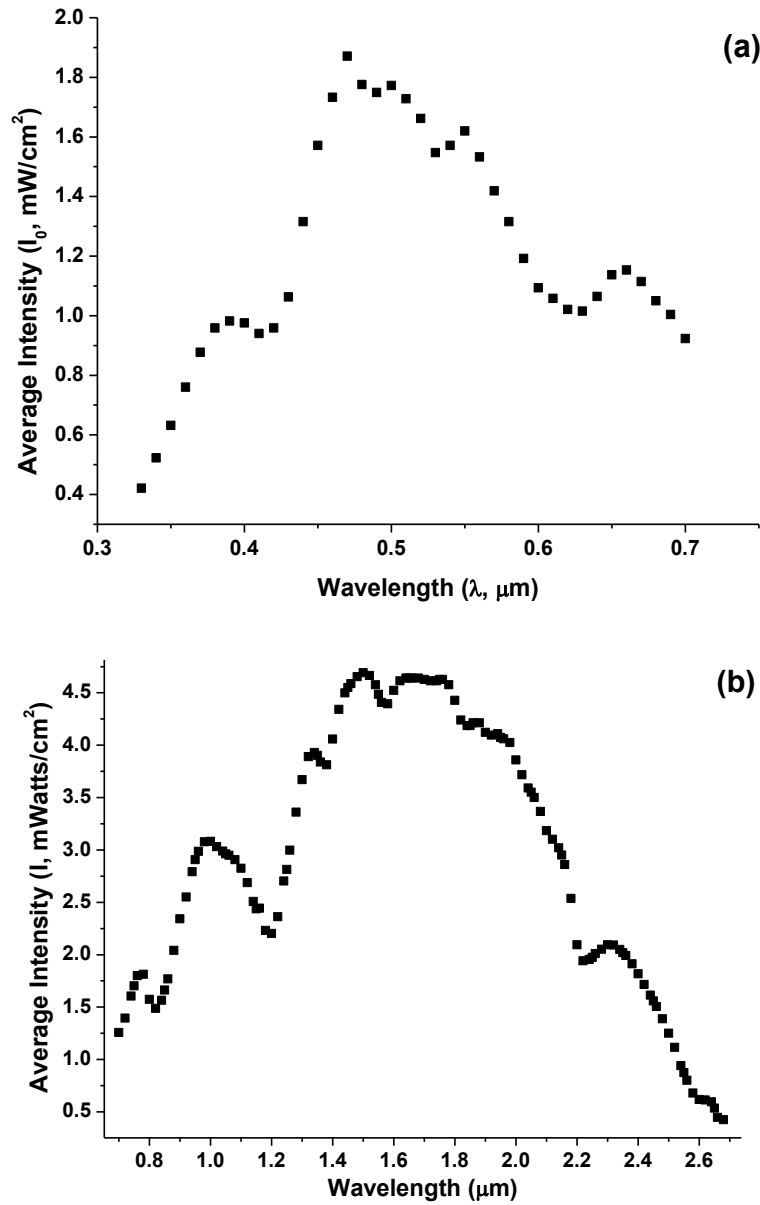 (a)
Average Intensity (I₀, mW/cm²)
2.0
1.8
1.6
1.4
1.2
1.0
0.8
0.6
0.4
0.3 0.4 0.5 0.6 0.7
Wavelength (λ, μm)
(b)
Average Intensity (I, mWatts/cm²)
4.5
4.0
3.5
3.0
2.5
2.0
1.5
1.0
0.5
0.8 1.0 1.2 1.4 1.6 1.8 2.0 2.2 2.4 2.6
Wavelength (μm)